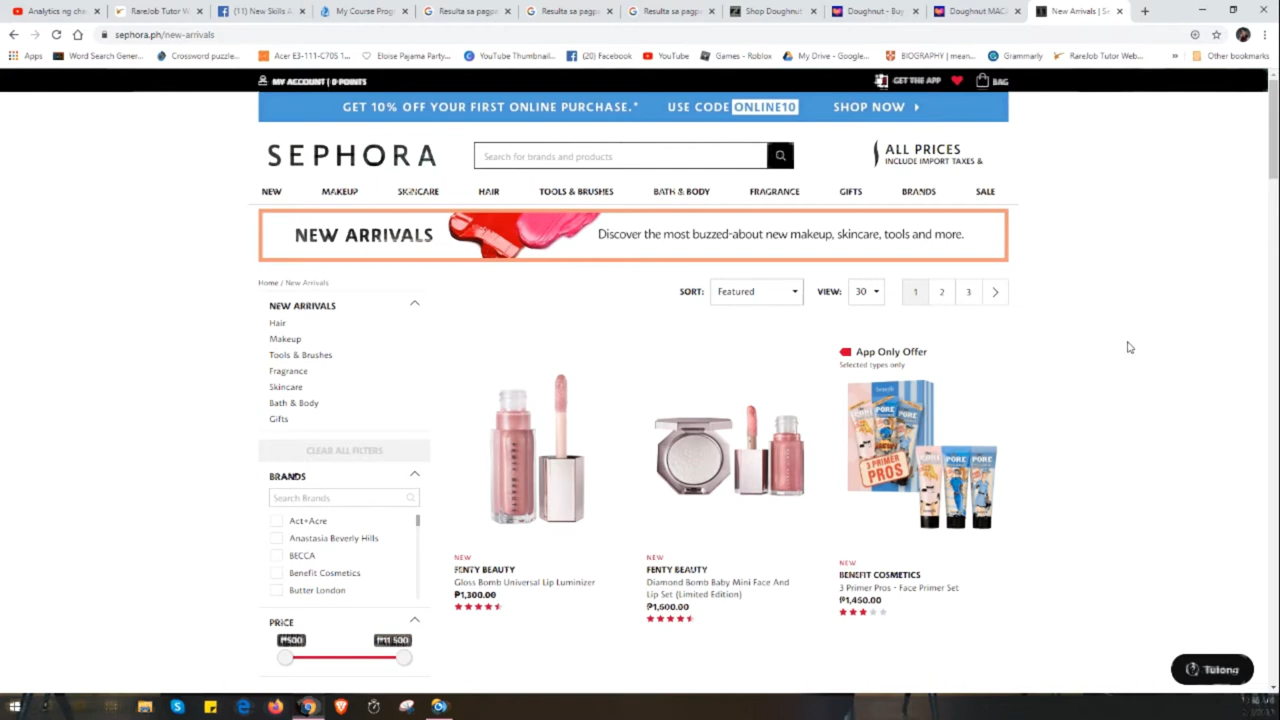 Analytics ng cha
RareJob Tutor W
(11) New Skills A
My Course Prog
Resulta sa pagpa
Resulta sa pagpa
Resulta sa pagpa
Shop Doughnut
Doughnut - Buy
Doughnut MAC
New Arrivals | Se
sephora.ph/new-arrivals
Apps
Word Search Gener...
Crossword puzzle...
Acer E3-111-C705 1...
Eloise Pajama Party...
YouTube Thumbnail...
(20) Facebook
YouTube
Games - Roblox
My Drive - Google...
BIOGRAPHY | mean...
Grammarly
RareJob Tutor Web...
»
Other bookmarks
MY ACCOUNT | 0 POINTS
GET THE APP
BAG
GET 10% OFF YOUR FIRST ONLINE PURCHASE.* USE CODE ONLINE10 SHOP NOW
SEPHORA
Search for brands and products
ALL PRICES
INCLUDE IMPORT TAXES &
NEW MAKEUP SKINCARE HAIR TOOLS & BRUSHES BATH & BODY FRAGRANCE GIFTS BRANDS SALE
NEW ARRIVALS
Discover the most buzzed-about new makeup, skincare, tools and more.
Home / New Arrivals
SORT: Featured VIEW: 30 1 2 3
NEW ARRIVALS
Hair
Makeup
Tools & Brushes
Fragrance
Skincare
Bath & Body
Gifts
CLEAR ALL FILTERS
BRANDS
Search Brands
Act+Acre
Anastasia Beverly Hills
BECCA
Benefit Cosmetics
Butter London
PRICE
₱500
₱11 500
NEW
FENTY BEAUTY
Gloss Bomb Universal Lip Luminizer
₱1,300.00
NEW
FENTY BEAUTY
Diamond Bomb Baby Mini Face And
Lip Set (Limited Edition)
₱1,600.00
App Only Offer
Selected types only
3 PRIMER
PROS
PORE
PORE
PORE
NEW
BENEFIT COSMETICS
3 Primer Pros - Face Primer Set
₱1,460.00
Tulong